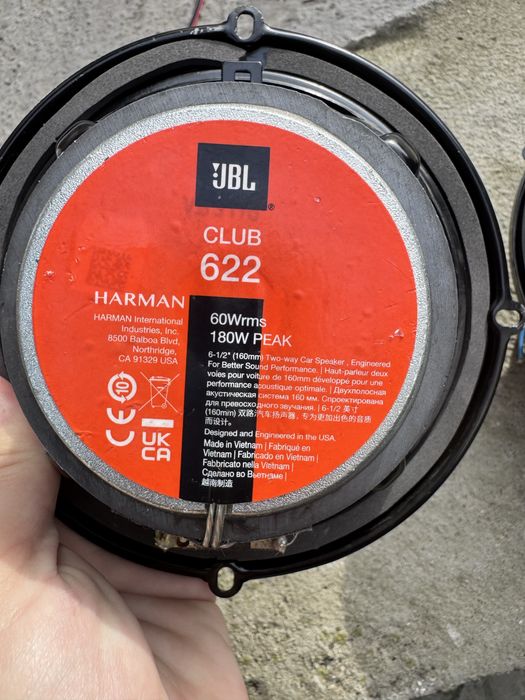 JBL
®
CLUB
622
HARMAN
HARMAN International
Industries, Inc.
8500 Balboa Blvd,
Northridge,
CA 91329 USA
60Wrms
180W PEAK
6-1/2" (160mm) Two-way Car Speaker , Engineered
For Better Sound Performance. | Haut-parleur deux
voies pour voiture de 160mm développé pour une
performance acoustique optimale. | Двухполосная
акустическая система 160 мм. Спроектирована
для превосходного звучания. | 6-1/2 英寸
(160mm) 双路汽车扬声器，专为更加出色的音质
而设计。
Designed and Engineered in the USA.
Made in Vietnam | Fabriqué en
Vietnam | Fabricado en Vietnam |
Fabbricato nella Vietnam |
Сделано во Вьетнаме |
越南制造
10
CE
UK
CA